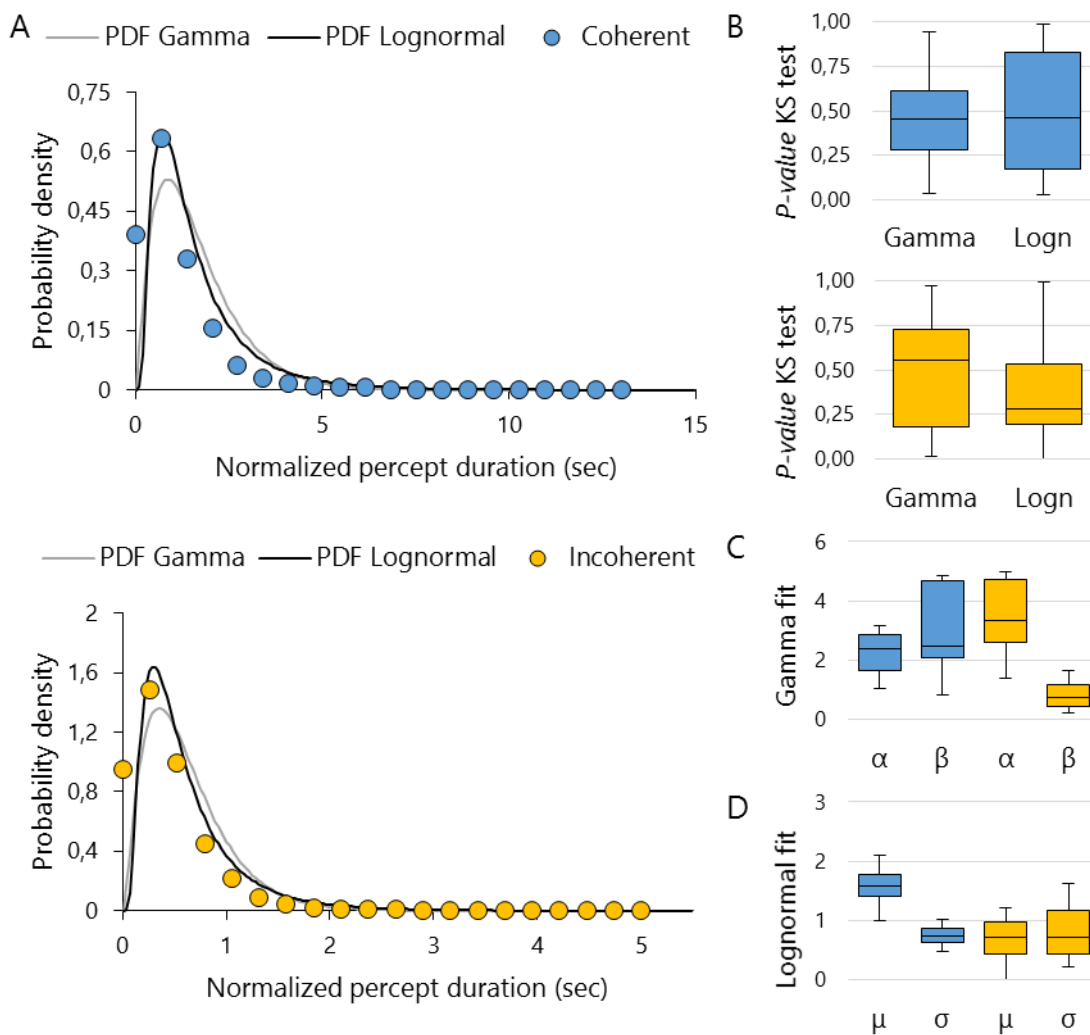 A
PDF Gamma PDF Lognormal Coherent
Probability density
0,75
0,6
0,45
0,3
0,15
0
0 5 10 15
Normalized percept duration (sec)
PDF Gamma PDF Lognormal Incoherent
Probability density
2
1,6
1,2
0,8
0,4
0
0 1 2 3 4 5
Normalized percept duration (sec)
B
P-value KS test
1,00
0,75
0,50
0,25
0,00
Gamma Logn
P-value KS test
1,00
0,75
0,50
0,25
0,00
Gamma Logn
C
Gamma fit
6
4
2
0
α β α β
D
Lognormal fit
3
2
1
0
μ σ μ σ